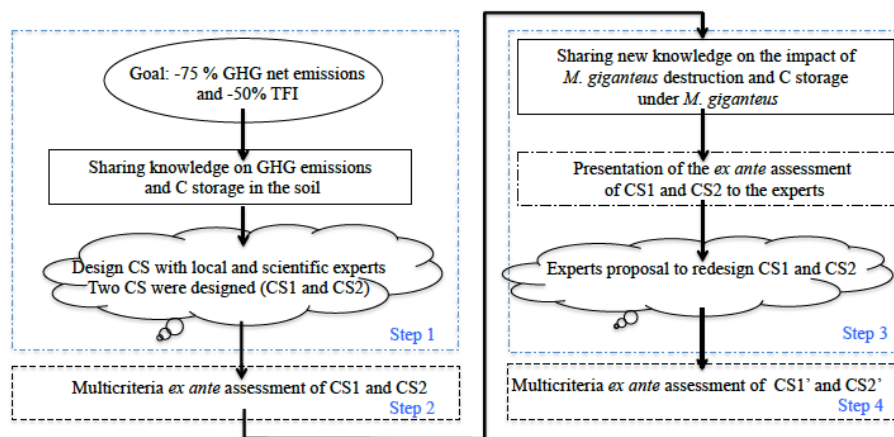 Goal: -75 % GHG net emissions
and -50% TFI
Sharing knowledge on GHG emissions
and C storage in the soil
Design CS with local and scientific experts
Two CS were designed (CS1 and CS2)
Step 1
Multicriteria ex ante assessment of CS1 and CS2
Step 2
Sharing new knowledge on the impact of
M. giganteus destruction and C storage
under M. giganteus
Presentation of the ex ante assessment
of CS1 and CS2 to the experts
Experts proposal to redesign CS1 and CS2
Step 3
Multicriteria ex ante assessment of CS1’ and CS2’
Step 4